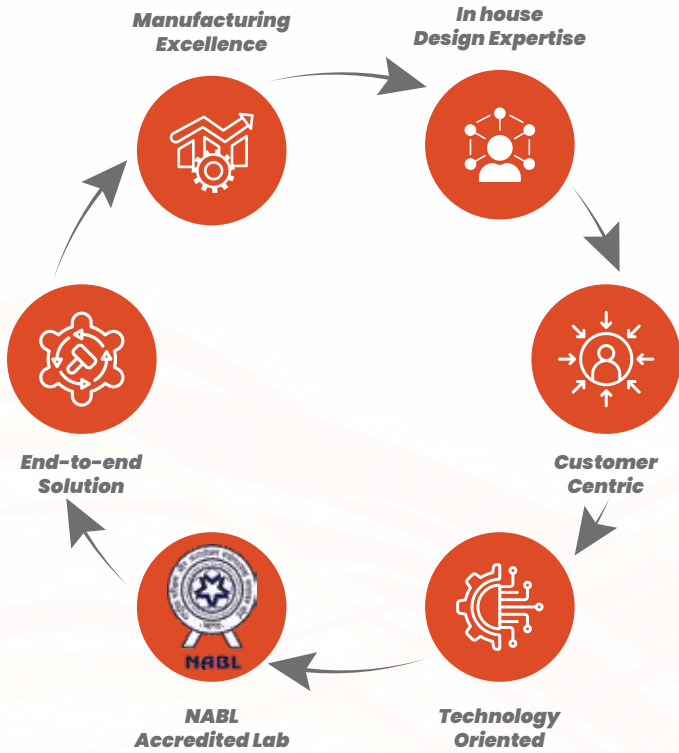 Manufacturing
Excellence
In house
Design Expertise
End-to-end
Solution
Customer
Centric
NABL
NABL
Accredited Lab
Technology
Oriented